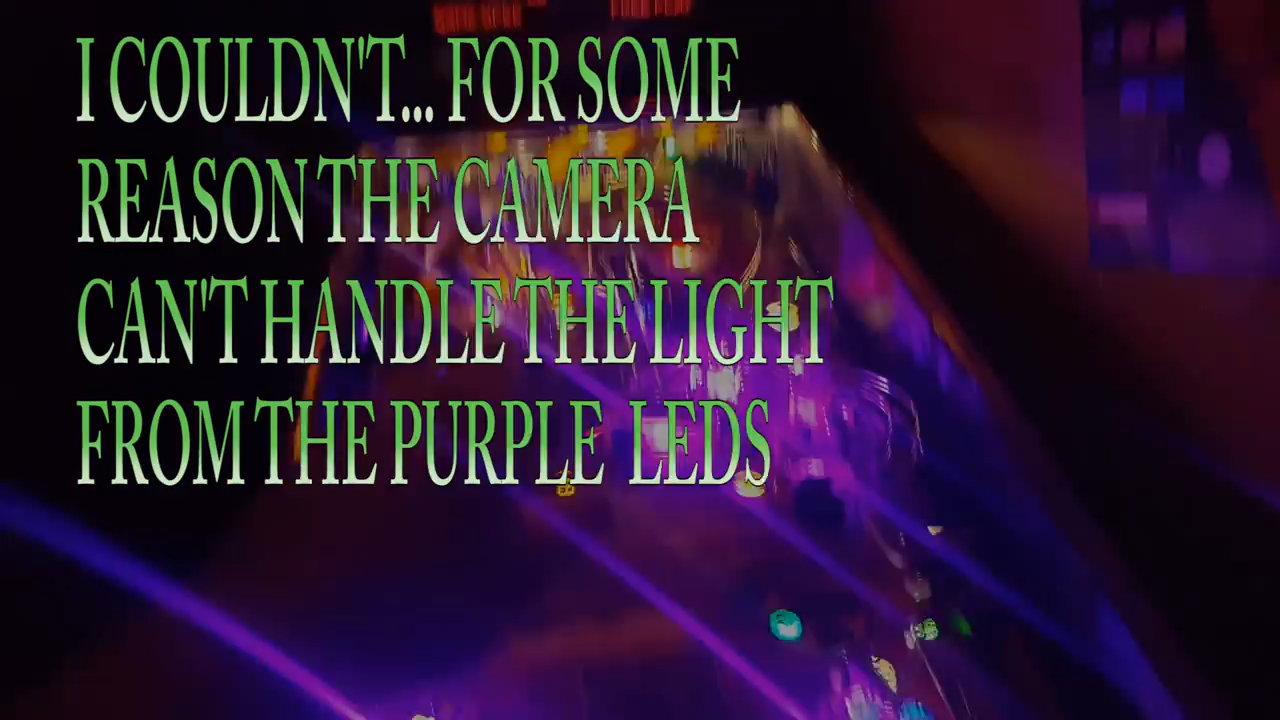 I COULDN'T... FOR SOME
REASON THE CAMERA
CAN'T HANDLE THE LIGHT
FROM THE PURPLE LEDS